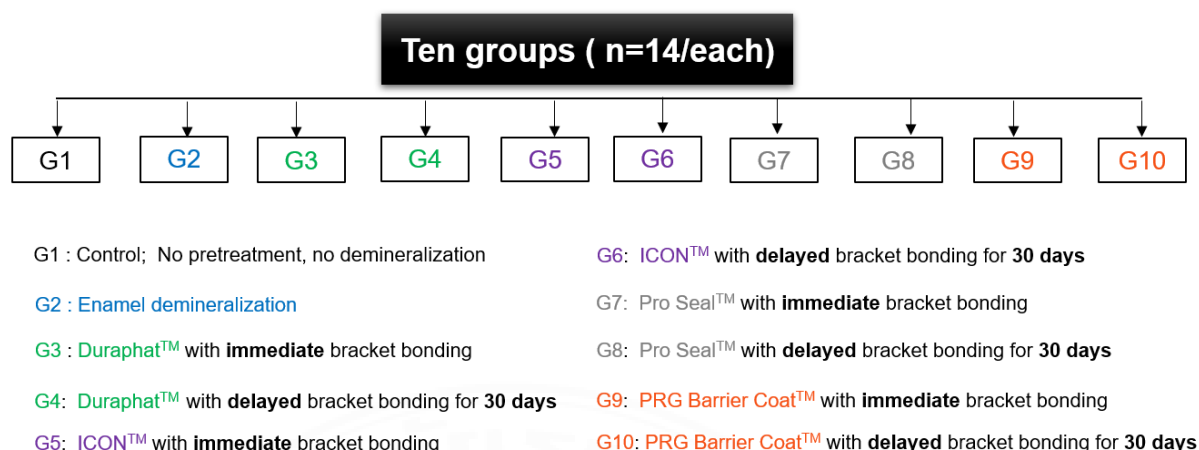 Ten groups ( n=14/each)
G1 G2 G3 G4 G5 G6 G7 G8 G9 G10
G1 : Control; No pretreatment, no demineralization
G2 : Enamel demineralization
G3 : Duraphat™ with immediate bracket bonding
G4: Duraphat™ with delayed bracket bonding for 30 days
G5: ICON™ with immediate bracket bonding
G6: ICON™ with delayed bracket bonding for 30 days
G7: Pro Seal™ with immediate bracket bonding
G8: Pro Seal™ with delayed bracket bonding for 30 days
G9: PRG Barrier Coat™ with immediate bracket bonding
G10: PRG Barrier Coat™ with delayed bracket bonding for 30 days